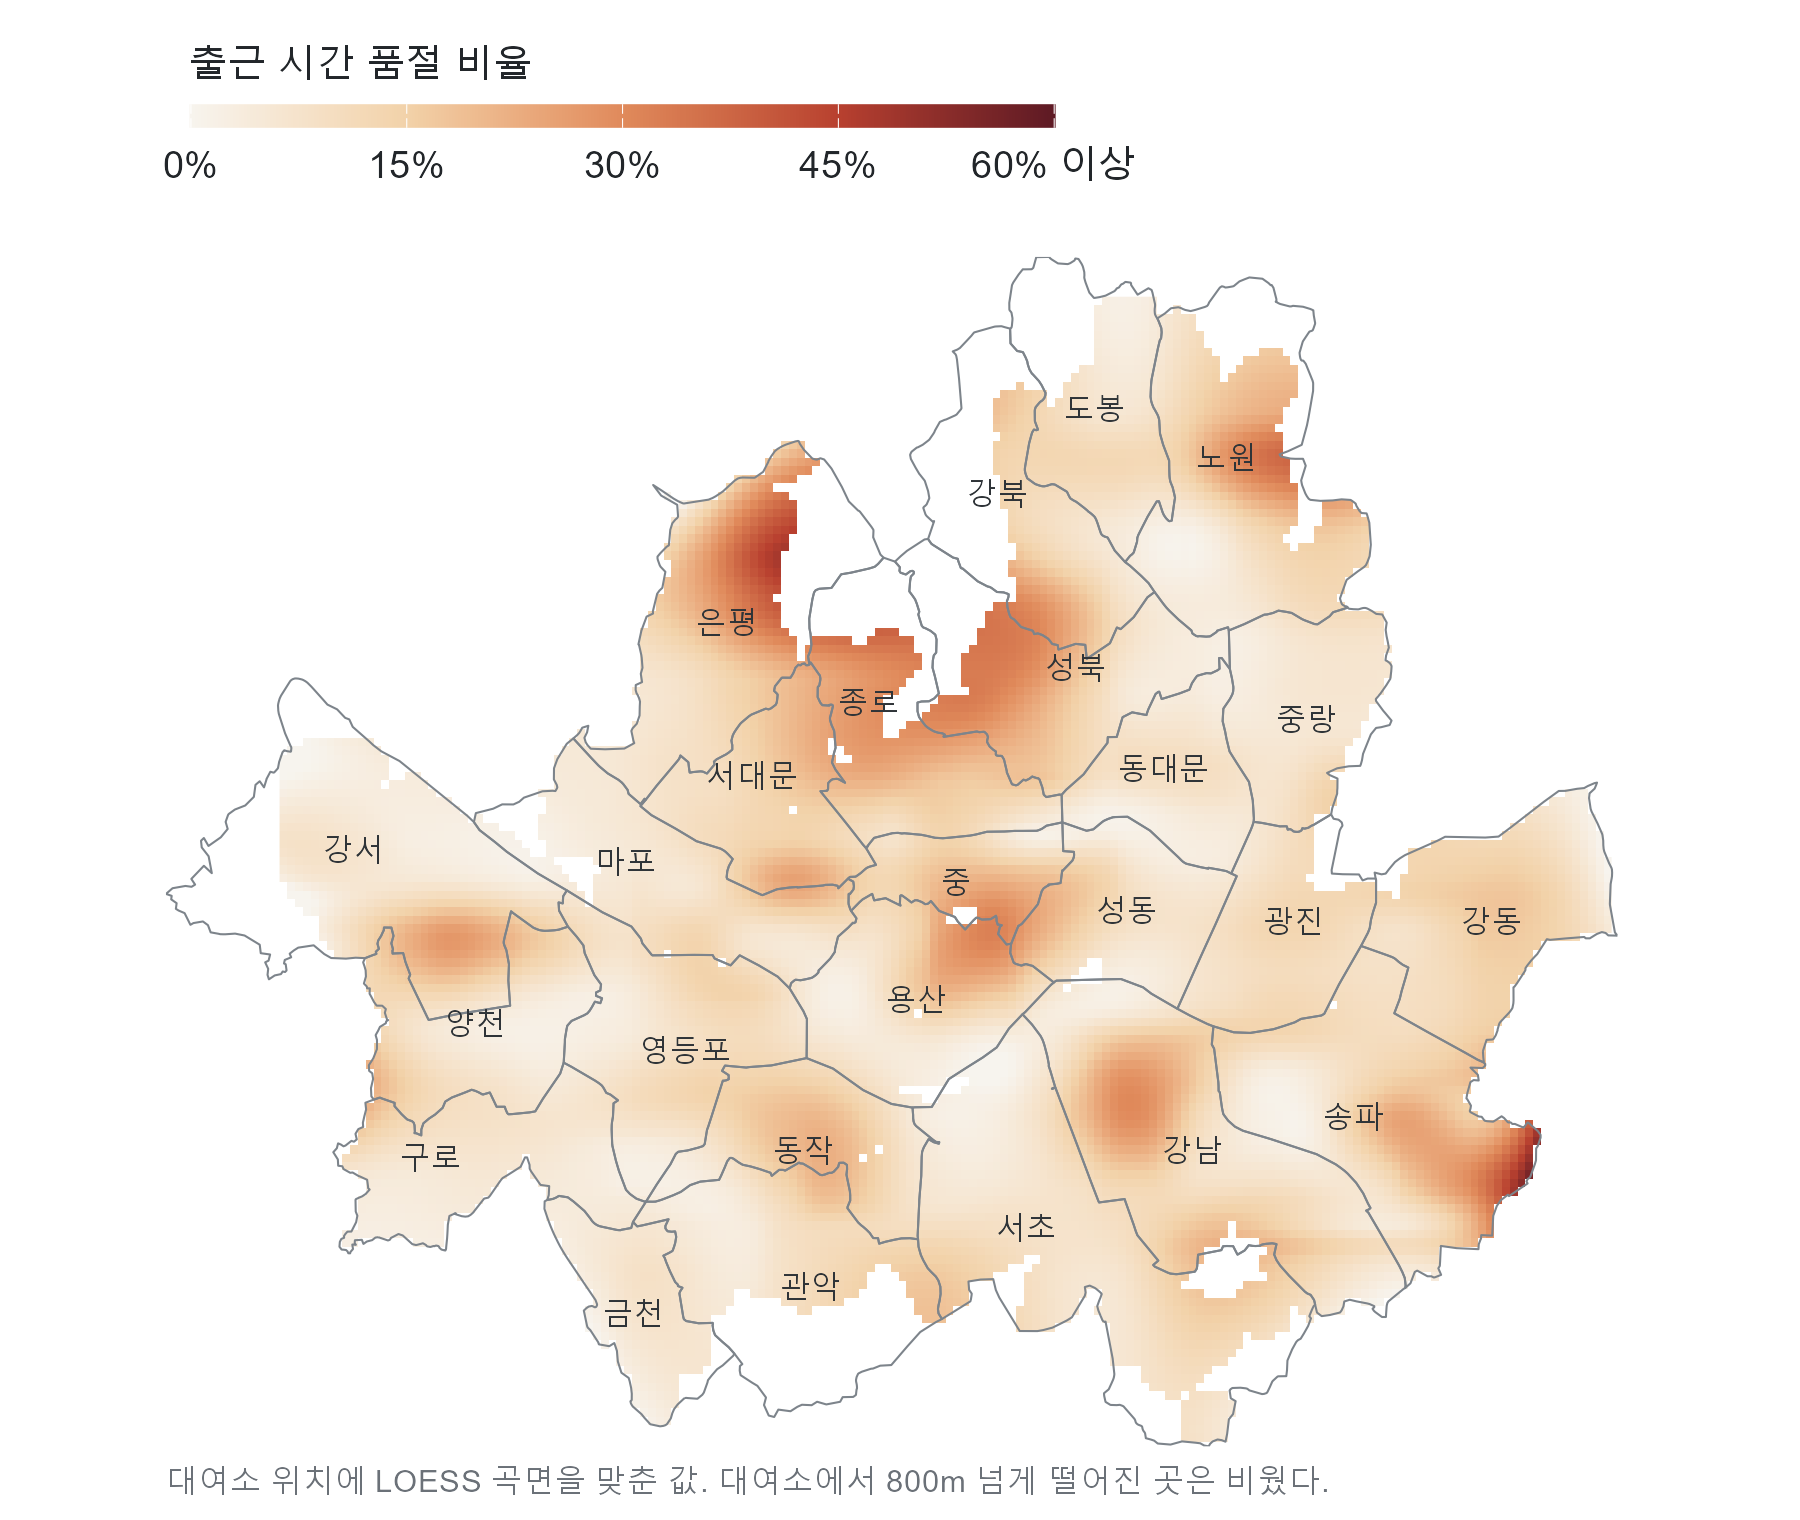 출근 시간 품절 비율
0% 15% 30% 45% 60% 이상
도봉
노원
강북
은평
성북
종로
중랑
동대문
서대문
강서
마포
중
성동
광진
강동
용산
양천
영등포
송파
동작
강남
구로
서초
관악
금천
대여소 위치에 LOESS 곡면을 맞춘 값. 대여소에서 800m 넘게 떨어진 곳은 비웠다.